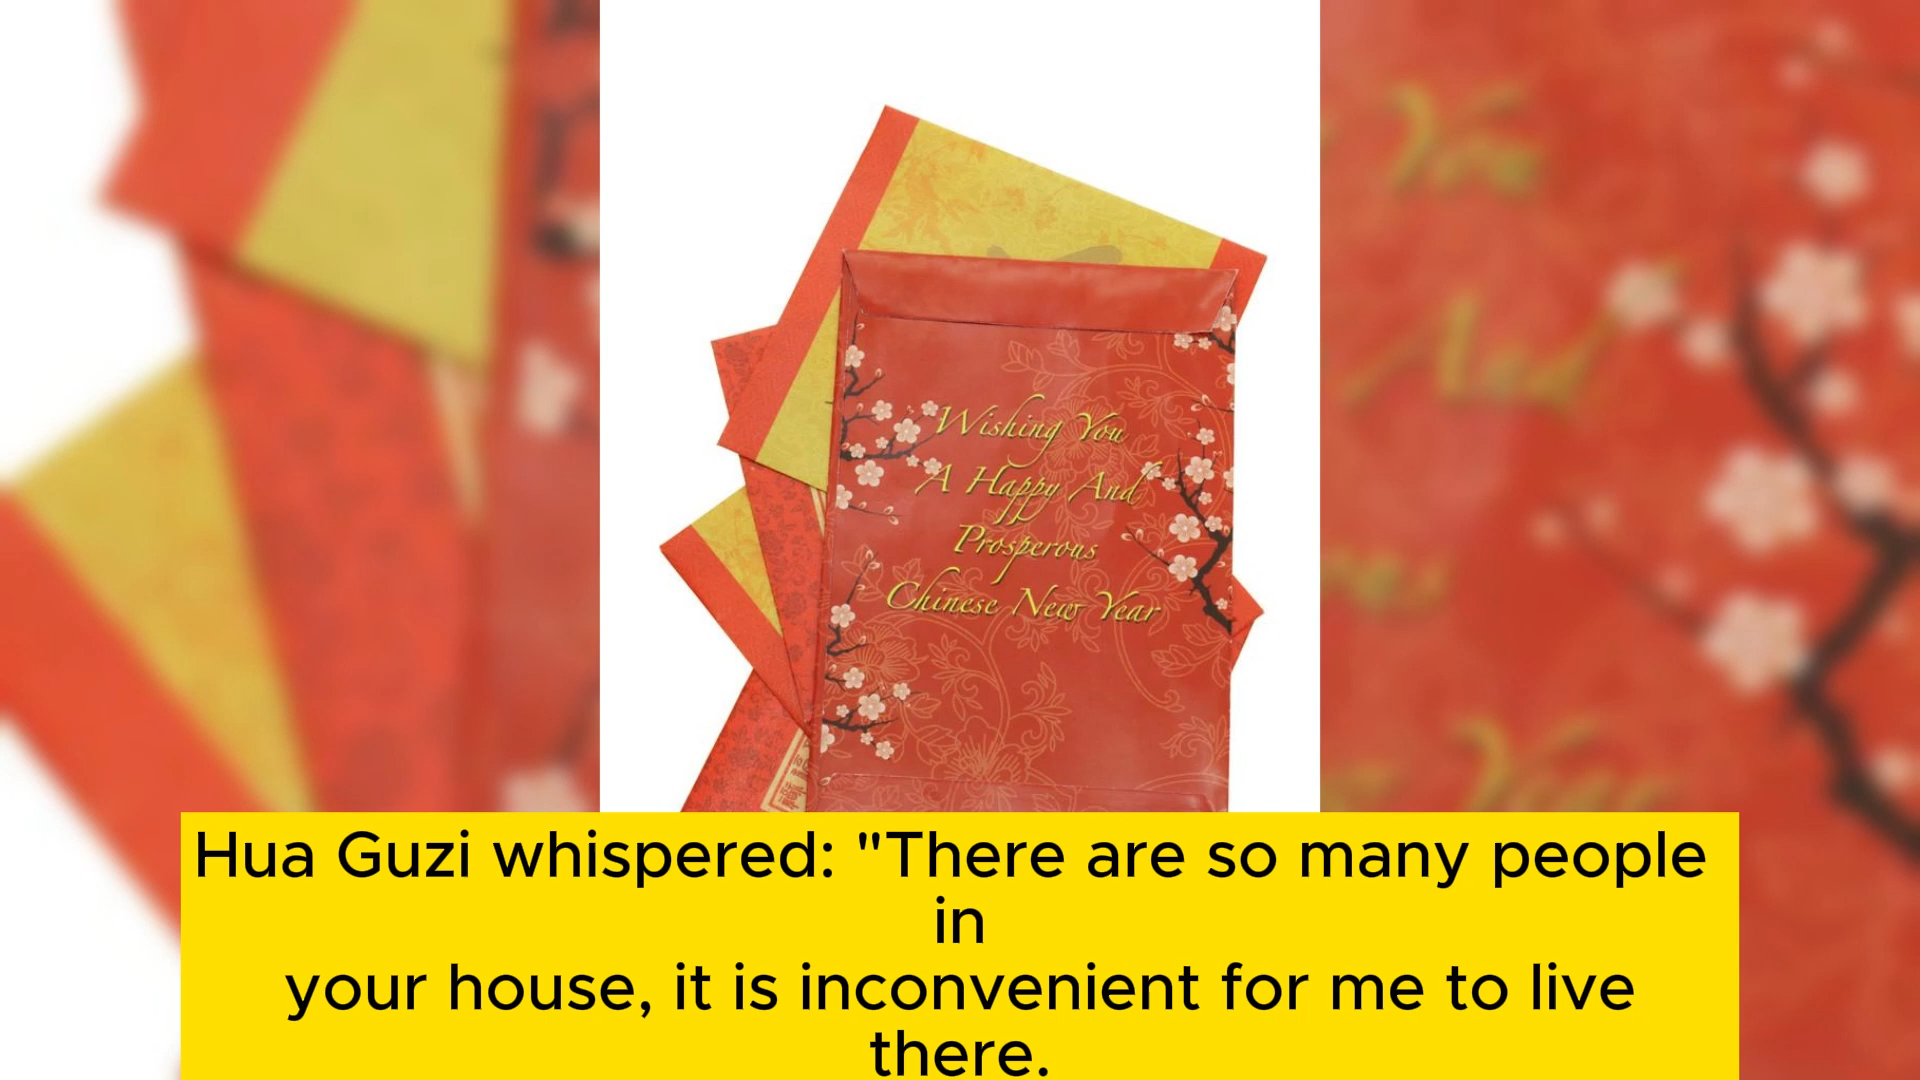 Wishing You
A Happy And
Prosperous
Chinese New Year
Hua Guzi whispered: "There are so many people
in
your house, it is inconvenient for me to live
there.